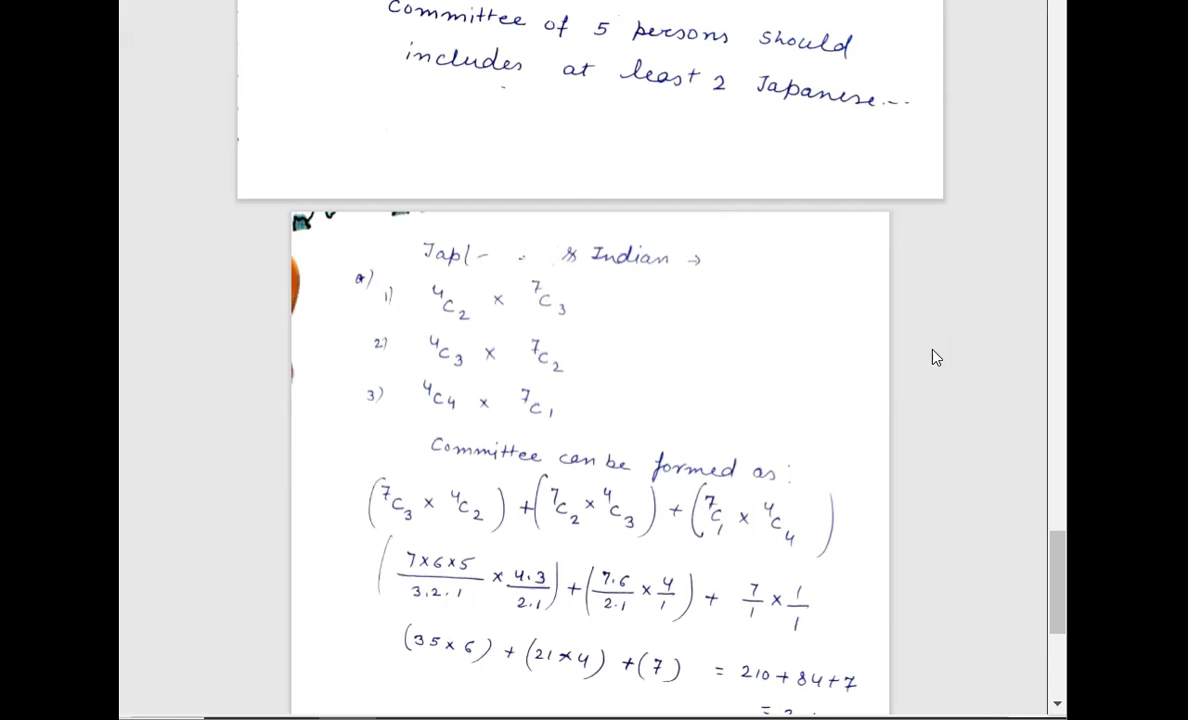 Committee of 5 persons should
includes at least 2 Japanese...
Japl- & Indian →
a)
1) ⁴C₂ × ⁷C₃
2) ⁴C₃ × ⁷C₂
3) ⁴C₄ × ⁷C₁
Committee can be formed as:
(⁷C₃ × ⁴C₂) + (⁷C₂ × ⁴C₃) + (⁷C₁ × ⁴C₄)
(7×6×5/3.2.1 × 4.3/2.1) + (7.6/2.1 × 4/1) + 7/1 × 1/1
(35×6) + (21×4) + (7) = 210 + 84 + 7
=